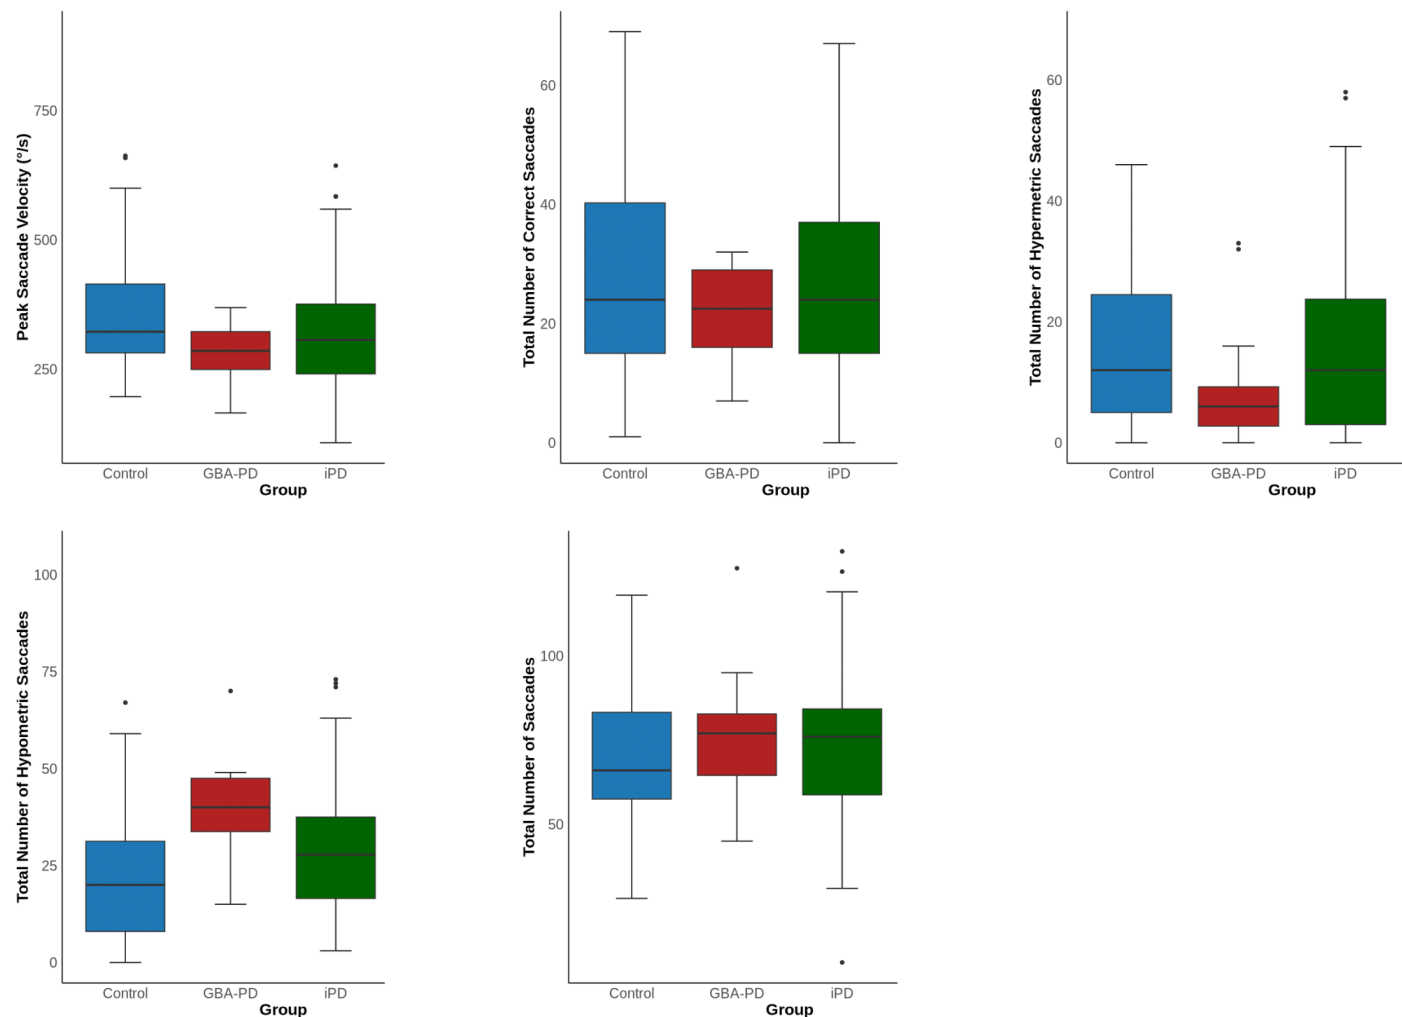 Peak Saccade Velocity (°/s)
750
500
250
Control GBA-PD iPD
Group
Total Number of Correct Saccades
60
40
20
0
Control GBA-PD iPD
Group
Total Number of Hypermetric Saccades
60
40
20
0
Control GBA-PD iPD
Group
Total Number of Hypometric Saccades
100
75
50
25
0
Control GBA-PD iPD
Group
Total Number of Saccades
100
50
Control GBA-PD iPD
Group